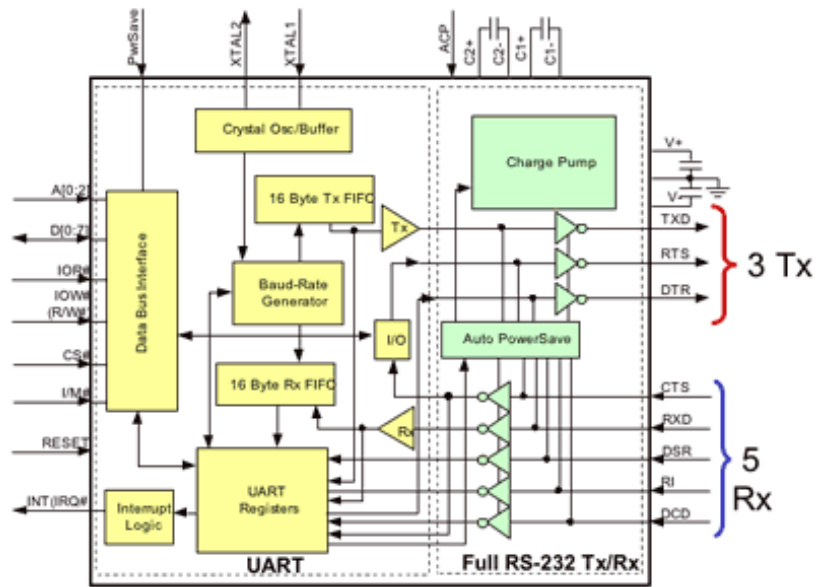 PwrSave
XTAL2
XTAL1
ACP
C2+
C2-
C1+
C1-
Crystal Osc/Buffer
Charge Pump
V+
V-
A[0:2]
D[0:7]
IOR#
IOW#
(R/W#
CS#
I/M#
RESET
INT(IRQ#
Data Bus Interface
16 Byte Tx FIFO
Tx
Baud-Rate
Generator
I/O
16 Byte Rx FIFO
Rx
UART
Registers
Interrupt
Logic
Auto PowerSave
TXD
RTS
DTR
3 Tx
CTS
RXD
DSR
RI
DCD
5
Rx
UART
Full RS-232 Tx/Rx